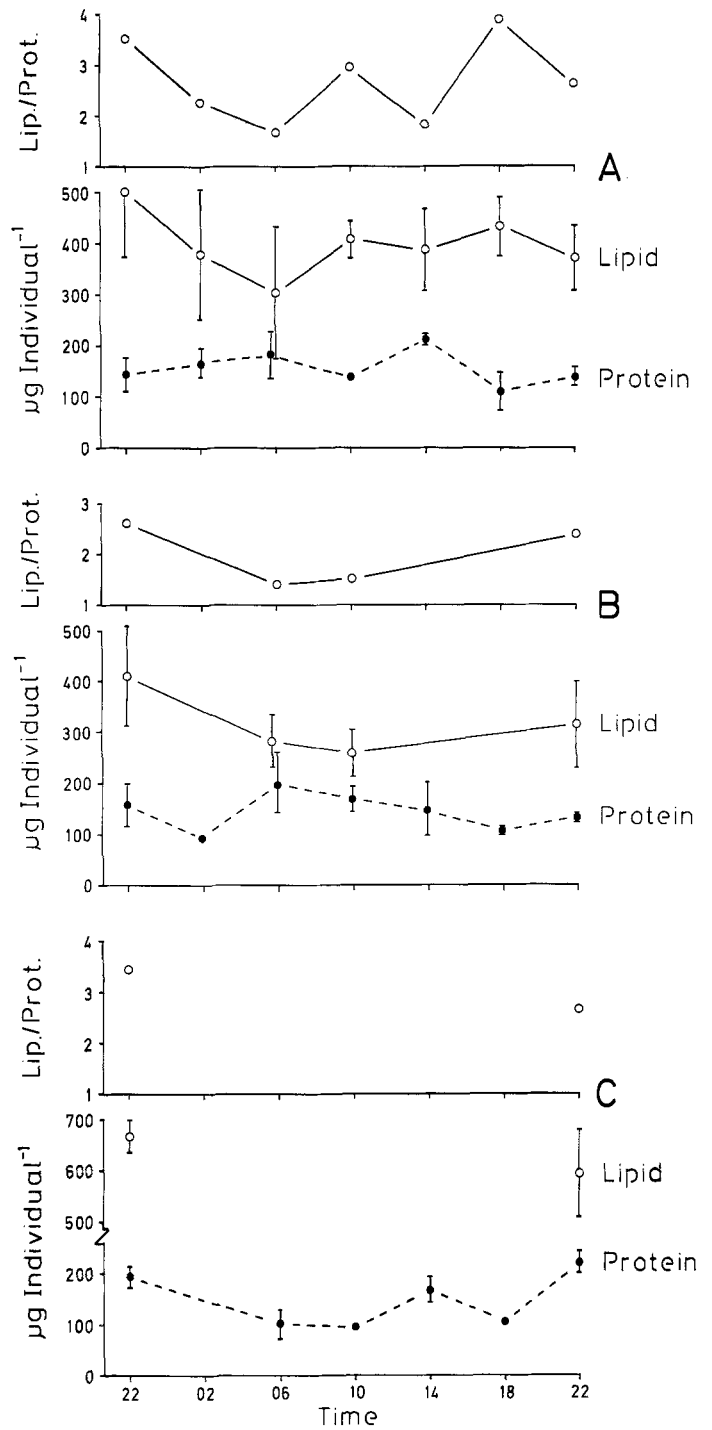 Lip./Prot.
4
3
2
1
A
µg Individual⁻¹
500
400
300
200
100
0
Lipid
Protein
Lip./Prot.
3
2
1
B
µg Individual⁻¹
500
400
300
200
100
0
Lipid
Protein
Lip./Prot.
4
3
2
1
C
µg Individual⁻¹
700
600
500
200
100
0
Lipid
Protein
22 02 06 10 14 18 22
Time